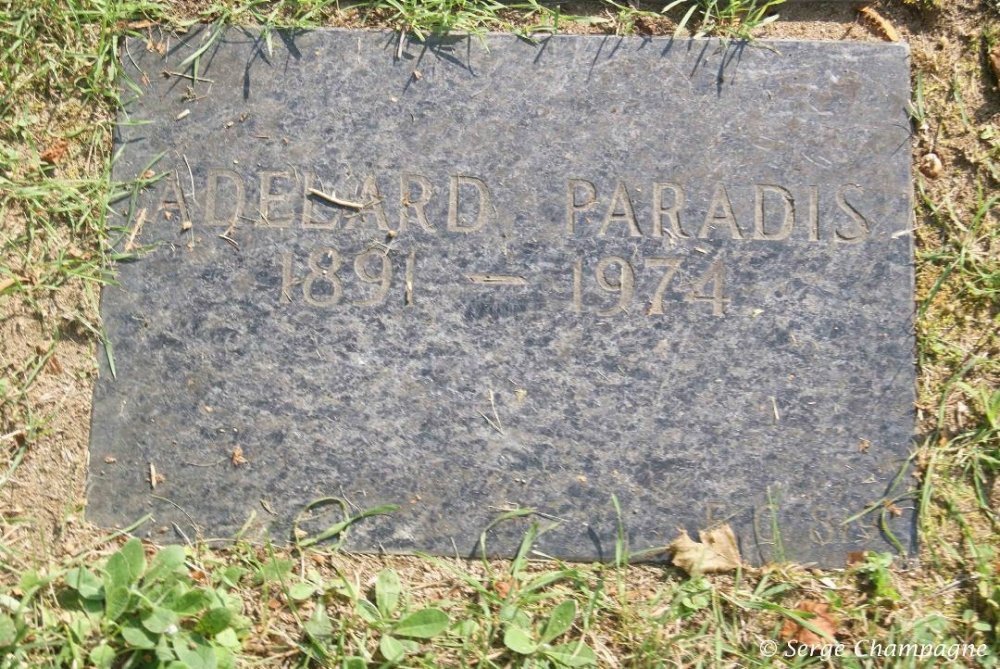 ADELARD PARADIS
1891 – 1974
© Serge Champagne